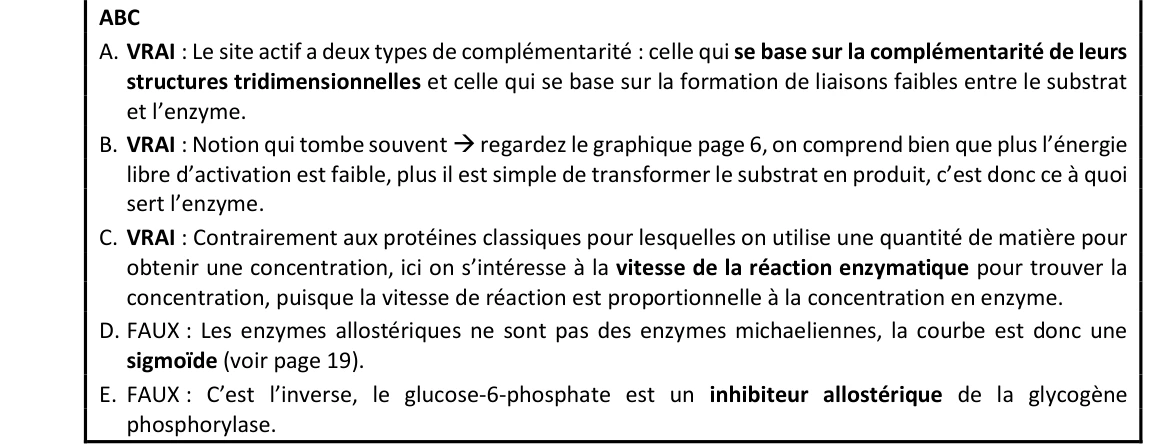 ABC
A. VRAI : Le site actif a deux types de complémentarité : celle qui se base sur la complémentarité de leurs
structures tridimensionnelles et celle qui se base sur la formation de liaisons faibles entre le substrat
et l’enzyme.
B. VRAI : Notion qui tombe souvent → regardez le graphique page 6, on comprend bien que plus l’énergie
libre d’activation est faible, plus il est simple de transformer le substrat en produit, c’est donc ce à quoi
sert l’enzyme.
C. VRAI : Contrairement aux protéines classiques pour lesquelles on utilise une quantité de matière pour
obtenir une concentration, ici on s’intéresse à la vitesse de la réaction enzymatique pour trouver la
concentration, puisque la vitesse de réaction est proportionnelle à la concentration en enzyme.
D. FAUX : Les enzymes allostériques ne sont pas des enzymes michaeliennes, la courbe est donc une
sigmoïde (voir page 19).
E. FAUX : C’est l’inverse, le glucose-6-phosphate est un inhibiteur allostérique de la glycogène
phosphorylase.